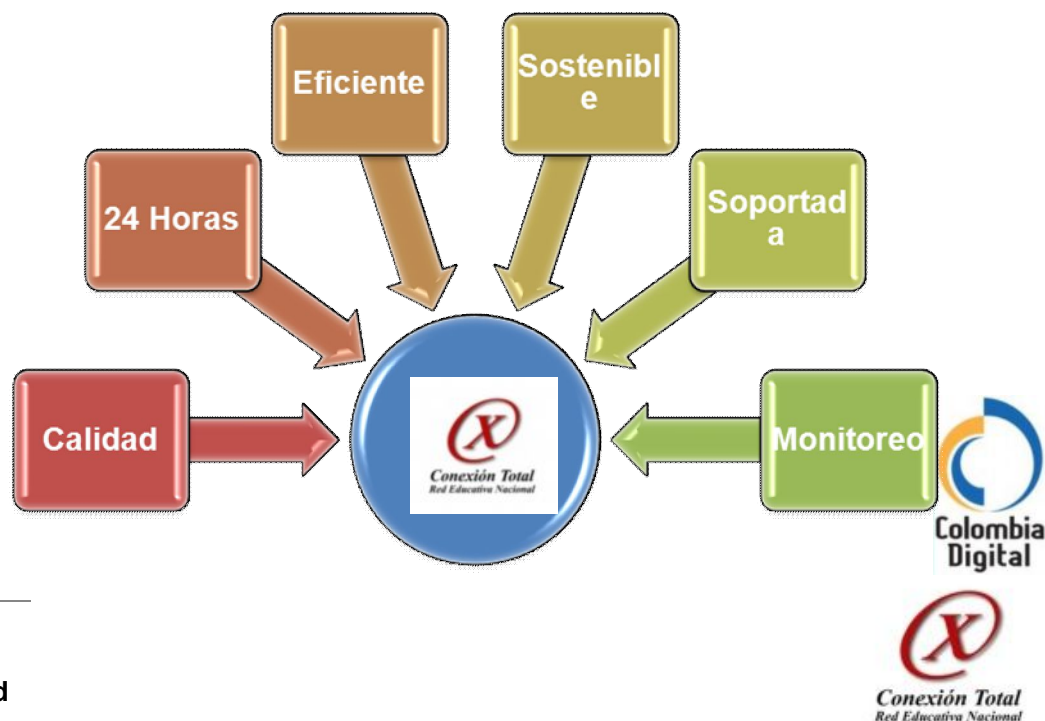 Eficiente
Sostenibl
e
24 Horas
Soportad
a
Calidad
Monitoreo
Conexión Total
Red Educativa Nacional
Colombia
Digital
Conexión Total
Red Educativa Nacional